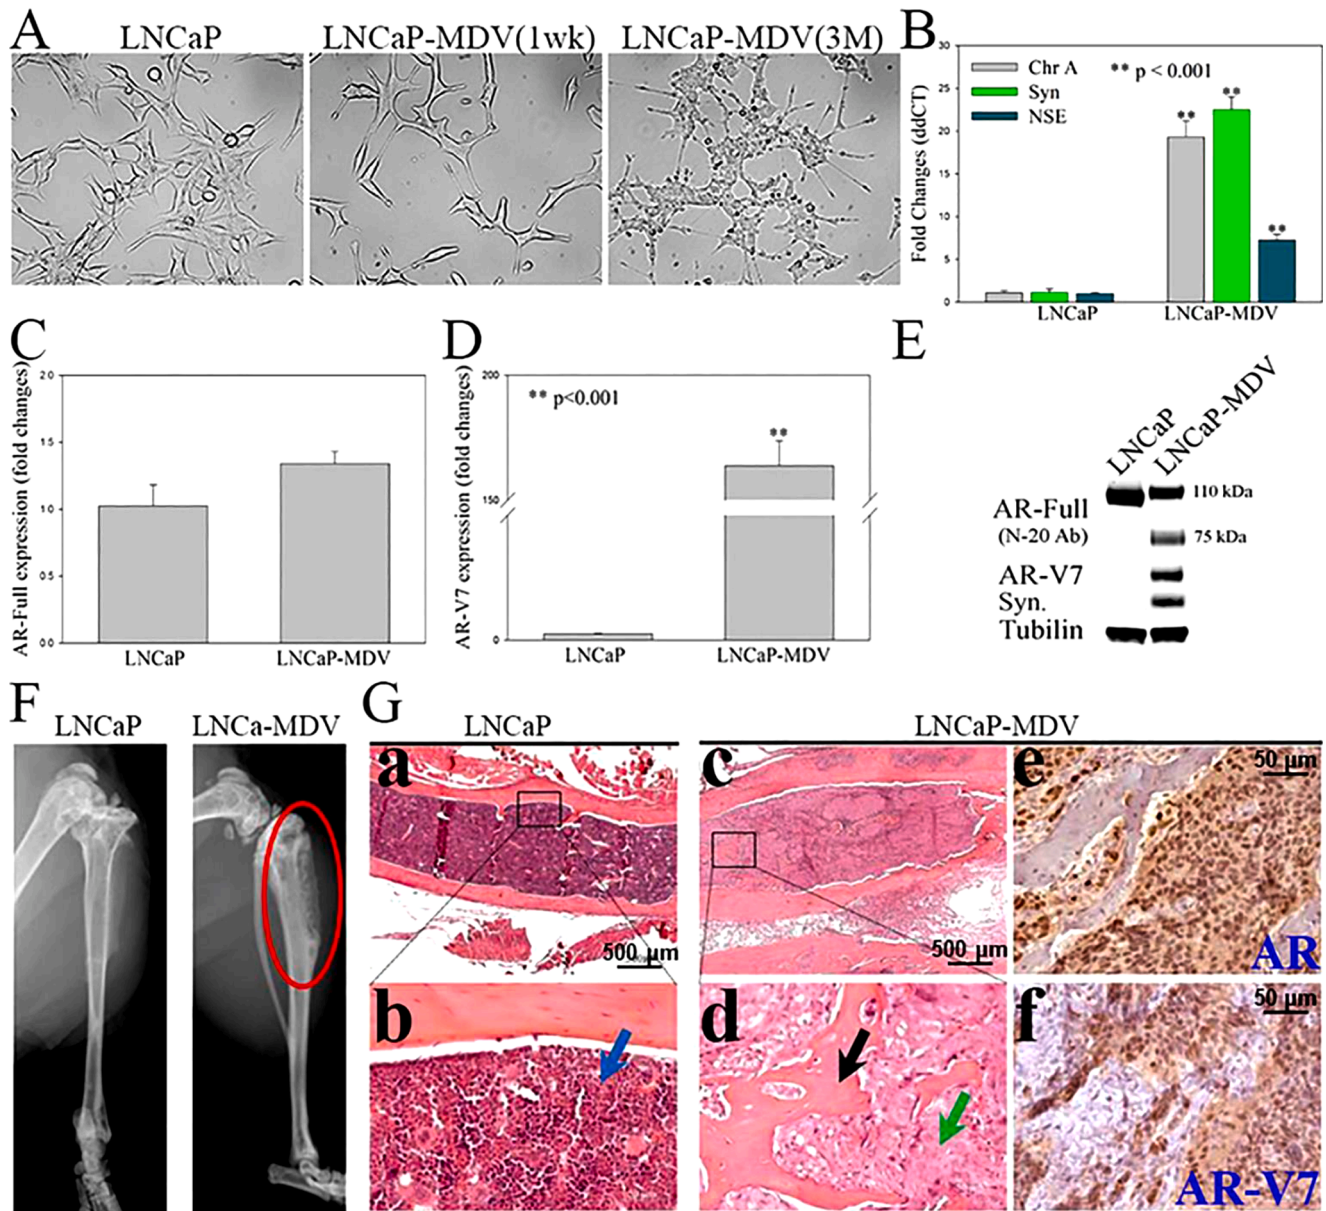 A
LNCaP
LNCaP-MDV(1wk)
LNCaP-MDV(3M)
B
Fold Changes (ddCT)
30
25
20
15
10
5
0
Chr A
Syn
NSE
** p < 0.001
**
**
**
LNCaP
LNCaP-MDV
C
AR-Full expression (fold changes)
2.0
1.5
1.0
0.5
0.0
LNCaP
LNCaP-MDV
D
AR-V7 expression (fold changes)
200
150
0
** p<0.001
**
LNCaP
LNCaP-MDV
E
LNCaP
LNCaP-MDV
AR-Full
(N-20 Ab)
110 kDa
75 kDa
AR-V7
Syn.
Tubilin
F
LNCaP
LNCa-MDV
G
LNCaP
LNCaP-MDV
a
500 µm
c
500 µm
e
50 µm
AR
b
d
f
50 µm
AR-V7